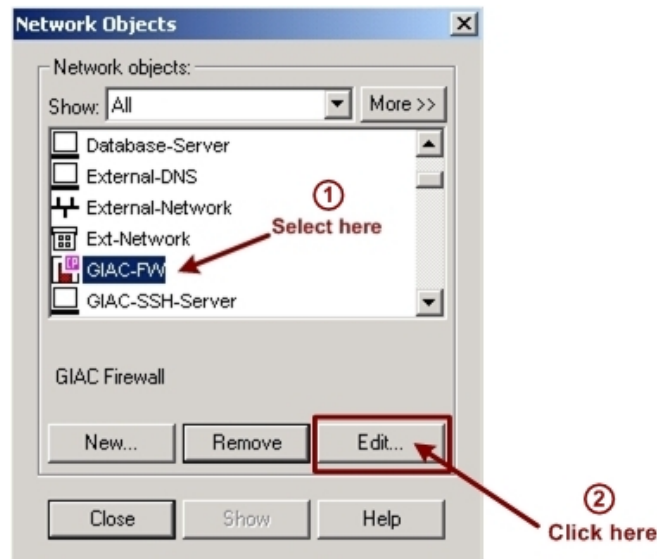 Network Objects
Network objects:
Show: All More >>
Database-Server
External-DNS
External-Network
Ext-Network
GIAC-FW
GIAC-SSH-Server
1
Select here
GIAC Firewall
New... Remove Edit...
Close Show Help
2
Click here